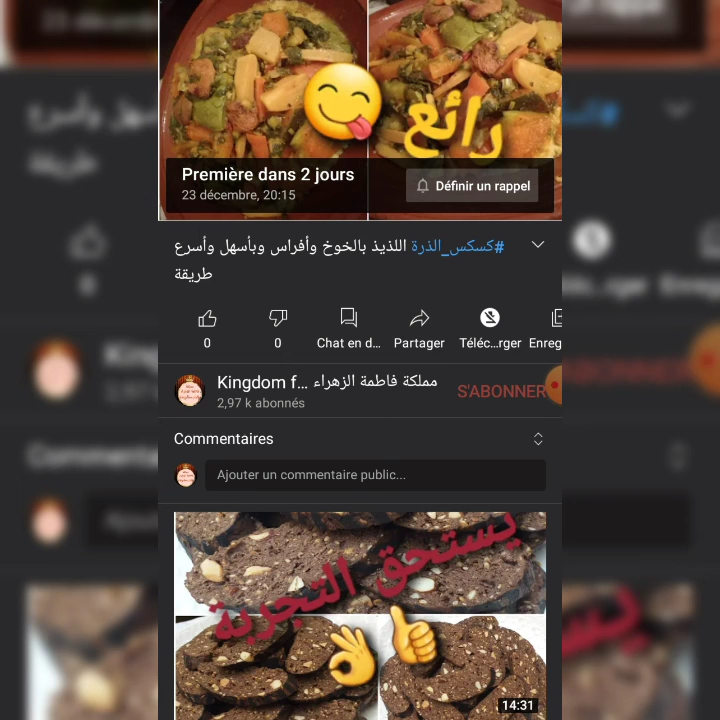 رائع
Première dans 2 jours
23 décembre, 20:15
Définir un rappel
#كسكس_الذرة اللذيذ بالخوخ وأفراس وبأسهل وأسرع
طريقة
0
0
Chat en d...
Partager
Téléc...rger
Enreg
Kingdom f... مملكة فاطمة الزهراء
2,97 k abonnés
S'ABONNER
Commentaires
Ajouter un commentaire public...
يستحق التجربة
14:31